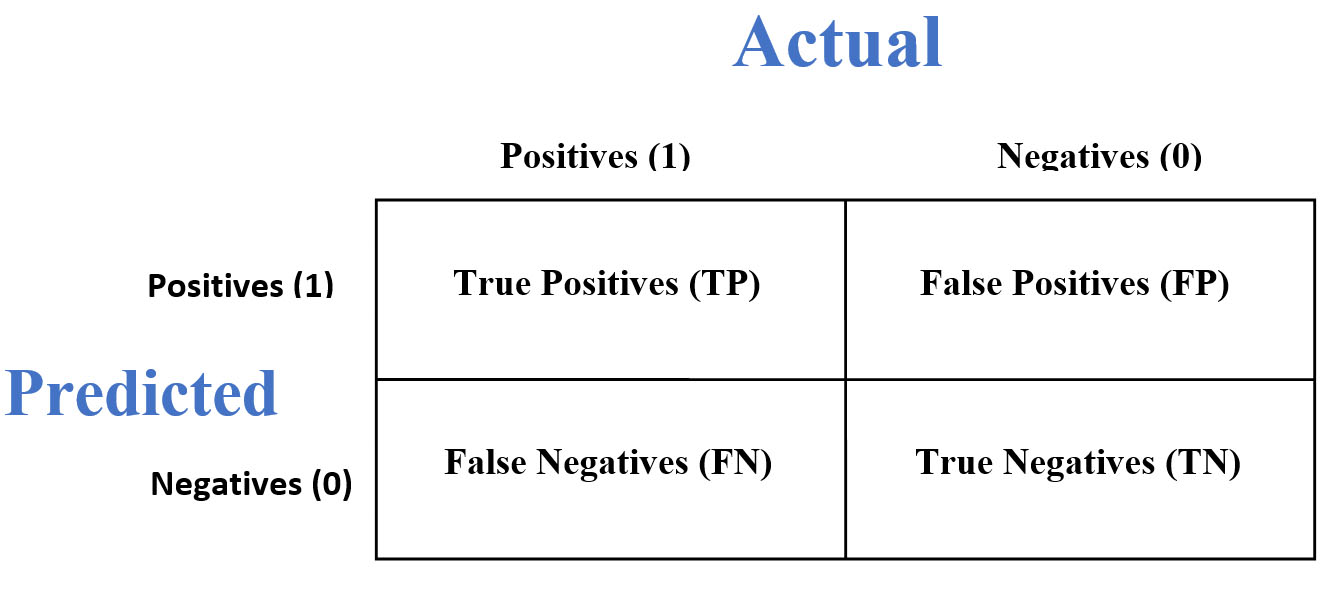 Actual
Positives (1) Negatives (0)
Positives (1) True Positives (TP) False Positives (FP)
Predicted
Negatives (0) False Negatives (FN) True Negatives (TN)